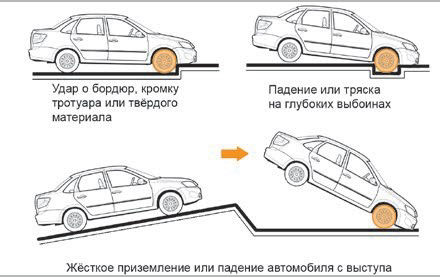 Удар о бордюр, кромку
тротуара или твёрдого
материала
Падение или тряска
на глубоких выбоинах
Жёсткое приземление или падение автомобиля с выступа